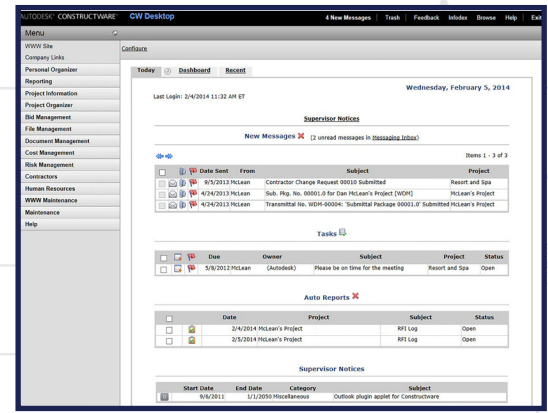 AUTODESK® CONSTRUCTWARE® CW Desktop 4 New Messages Trash Feedback Infodex Browse Help Exit
Menu
WWW Site
Company Links
Personal Organizer
Reporting
Project Information
Project Organizer
Bid Management
File Management
Document Management
Cost Management
Risk Management
Contractors
Human Resources
WWW Maintenance
Maintenance
Help
Configure
Today Dashboard Recent
Wednesday, February 5, 2014
Last Login: 2/4/2014 11:32 AM ET
Supervisor Notices
New Messages (2 unread messages in Messaging Inbox)
Items 1 - 3 of 3
Date Sent From Subject Project
9/5/2013 McLean Contractor Change Request 00010 Submitted Resort and Spa
4/24/2013 McLean Sub. Pkg. No. 00001.0 for Dan McLean's Project [WDM] McLean's Project
4/24/2013 McLean Transmittal No. WDM-00004: 'Submittal Package 00001.0' Submitted McLean's Project
Tasks
Due Owner Subject Project Status
5/8/2012 McLean (Autodesk) Please be on time for the meeting Resort and Spa Open
Auto Reports
Date Project Subject Status
2/4/2014 McLean's Project RFI Log Open
2/5/2014 McLean's Project RFI Log Open
Supervisor Notices
Start Date End Date Category Subject
9/6/2011 1/1/2050 Miscellaneous Outlook plugin applet for Constructware